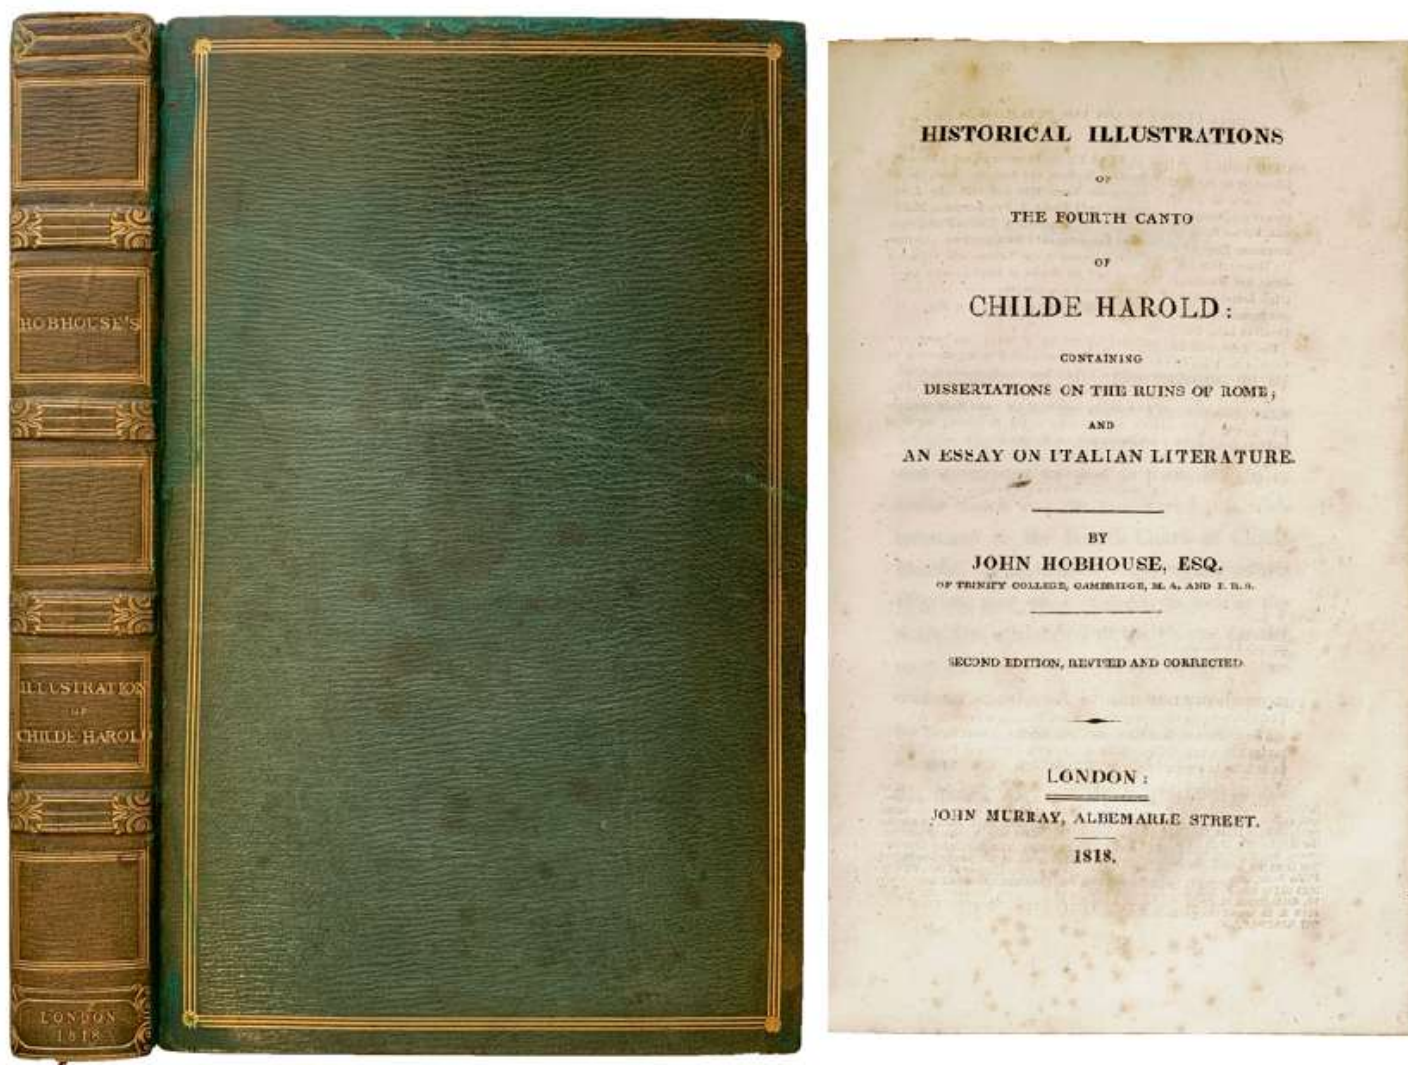 HOBHOUSE'S
ILLUSTRATION
OF
CHILDE HAROLD
LONDON
1818
HISTORICAL ILLUSTRATIONS
OF
THE FOURTH CANTO
OF
CHILDE HAROLD:
CONTAINING
DISSERTATIONS ON THE RUINS OF ROME;
AND
AN ESSAY ON ITALIAN LITERATURE.
BY
JOHN HOBHOUSE, ESQ.
OF TRINITY COLLEGE, CAMBRIDGE, M. A. AND F. R. S.
SECOND EDITION, REVISED AND CORRECTED.
LONDON:
JOHN MURRAY, ALBEMARLE STREET.
1818.